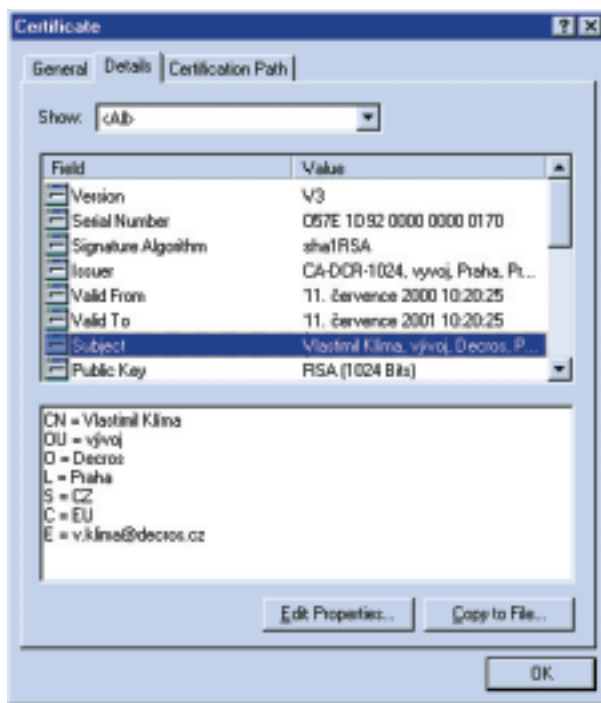 Certificate
General Details Certification Path
Show: <All>
Field Value
Version V3
Serial Number 057E 1D92 0000 0000 0170
Signature Algorithm sha1RSA
Issuer CA-DCR-1024, vyvoj, Praha, Pr...
Valid From 11. července 2000 10:20:25
Valid To 11. července 2001 10:20:25
Subject Vlastimil Klíma, vývoj, Decros, P...
Public Key RSA (1024 Bits)
CN = Vlastimil Klíma
OU = vývoj
O = Decros
L = Praha
S = CZ
C = EU
E = v.klima@decros.cz
Edit Properties... Copy to File...
OK